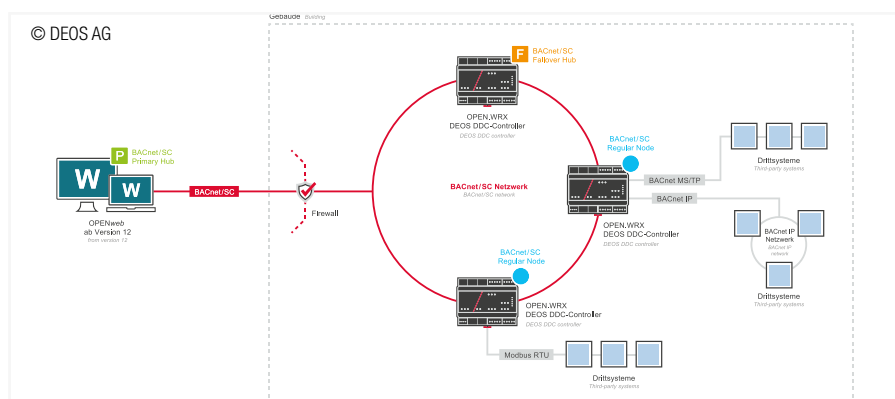 Gebäude Building
© DEOS AG
F
BACnet/SC
Failover Hub
OPEN.WRX
DEOS DDC-Controller
DEOS DDC controller
P
BACnet/SC
Primary Hub
W
W
OPENweb
ab Version 12
from version 12
BACnet/SC
Firewall
BACnet/SC Netzwerk
BACnet/SC network
BACnet/SC
Regular Node
OPEN.WRX
DEOS DDC-Controller
DEOS DDC controller
BACnet MS/TP
Drittsysteme
Third-party systems
BACnet IP
BACnet IP
Netzwerk
BACnet IP
network
Drittsysteme
Third-party systems
BACnet/SC
Regular Node
OPEN.WRX
DEOS DDC-Controller
DEOS DDC controller
Modbus RTU
Drittsysteme
Third-party systems